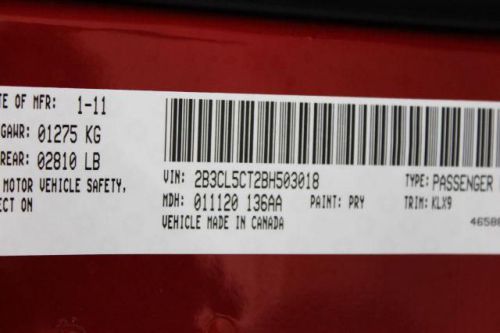 TE OF MFR: 1-11
GAWR: 01275 KG
REAR: 02810 LB
MOTOR VEHICLE SAFETY,
ECT ON
VIN: 2B3CL5CT2BH503018
TYPE: PASSENGER
MDH: 011120 136AA PAINT: PRY TRIM: KLX9
VEHICLE MADE IN CANADA
4658